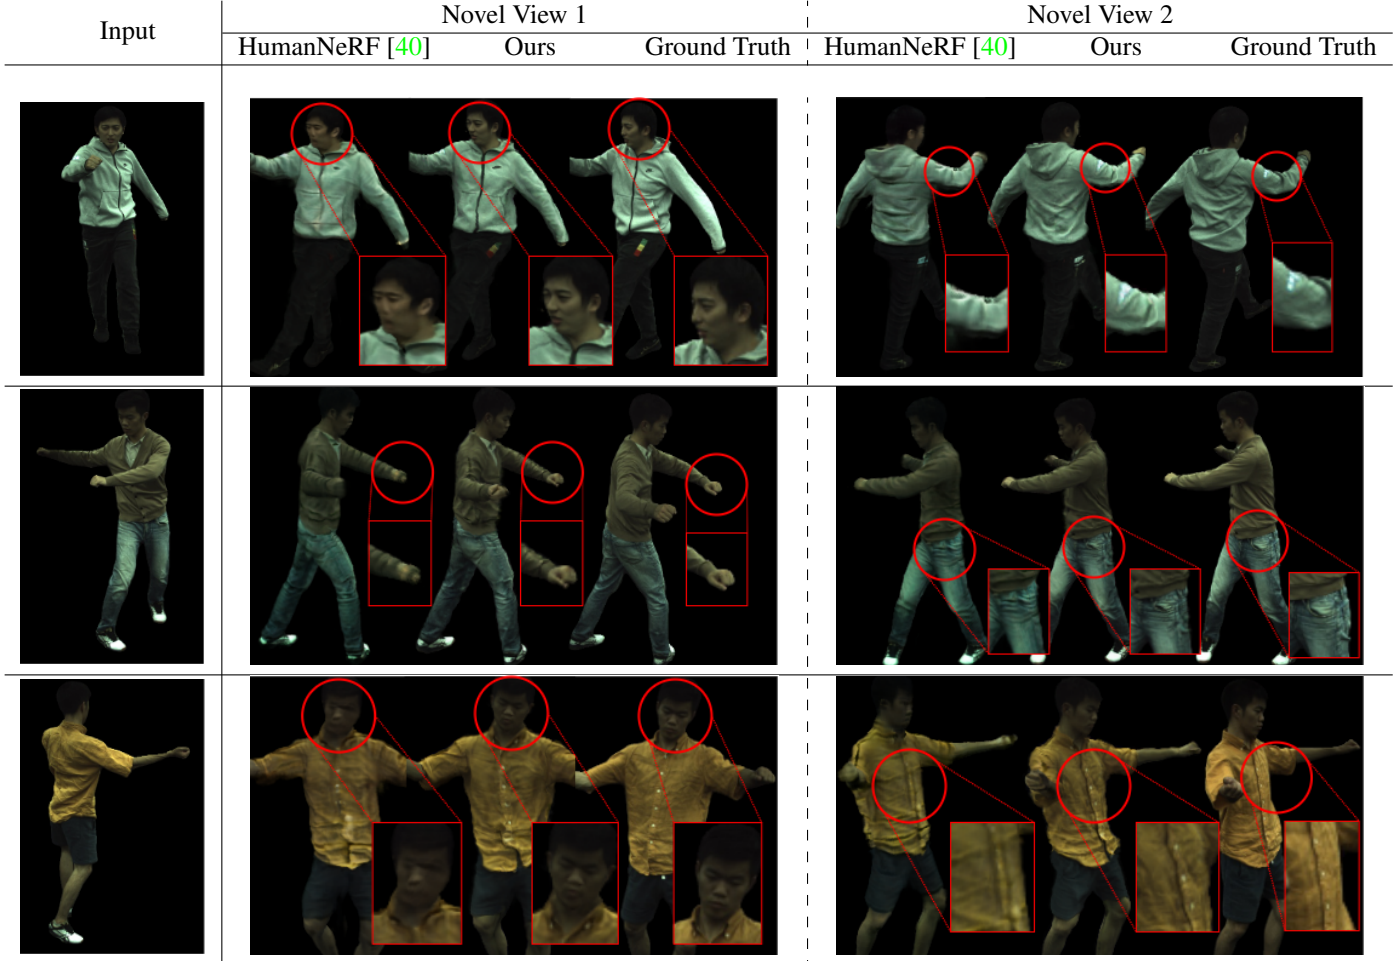 Input
Novel View 1
Novel View 2
HumanNeRF [40] Ours Ground Truth
HumanNeRF [40] Ours Ground Truth